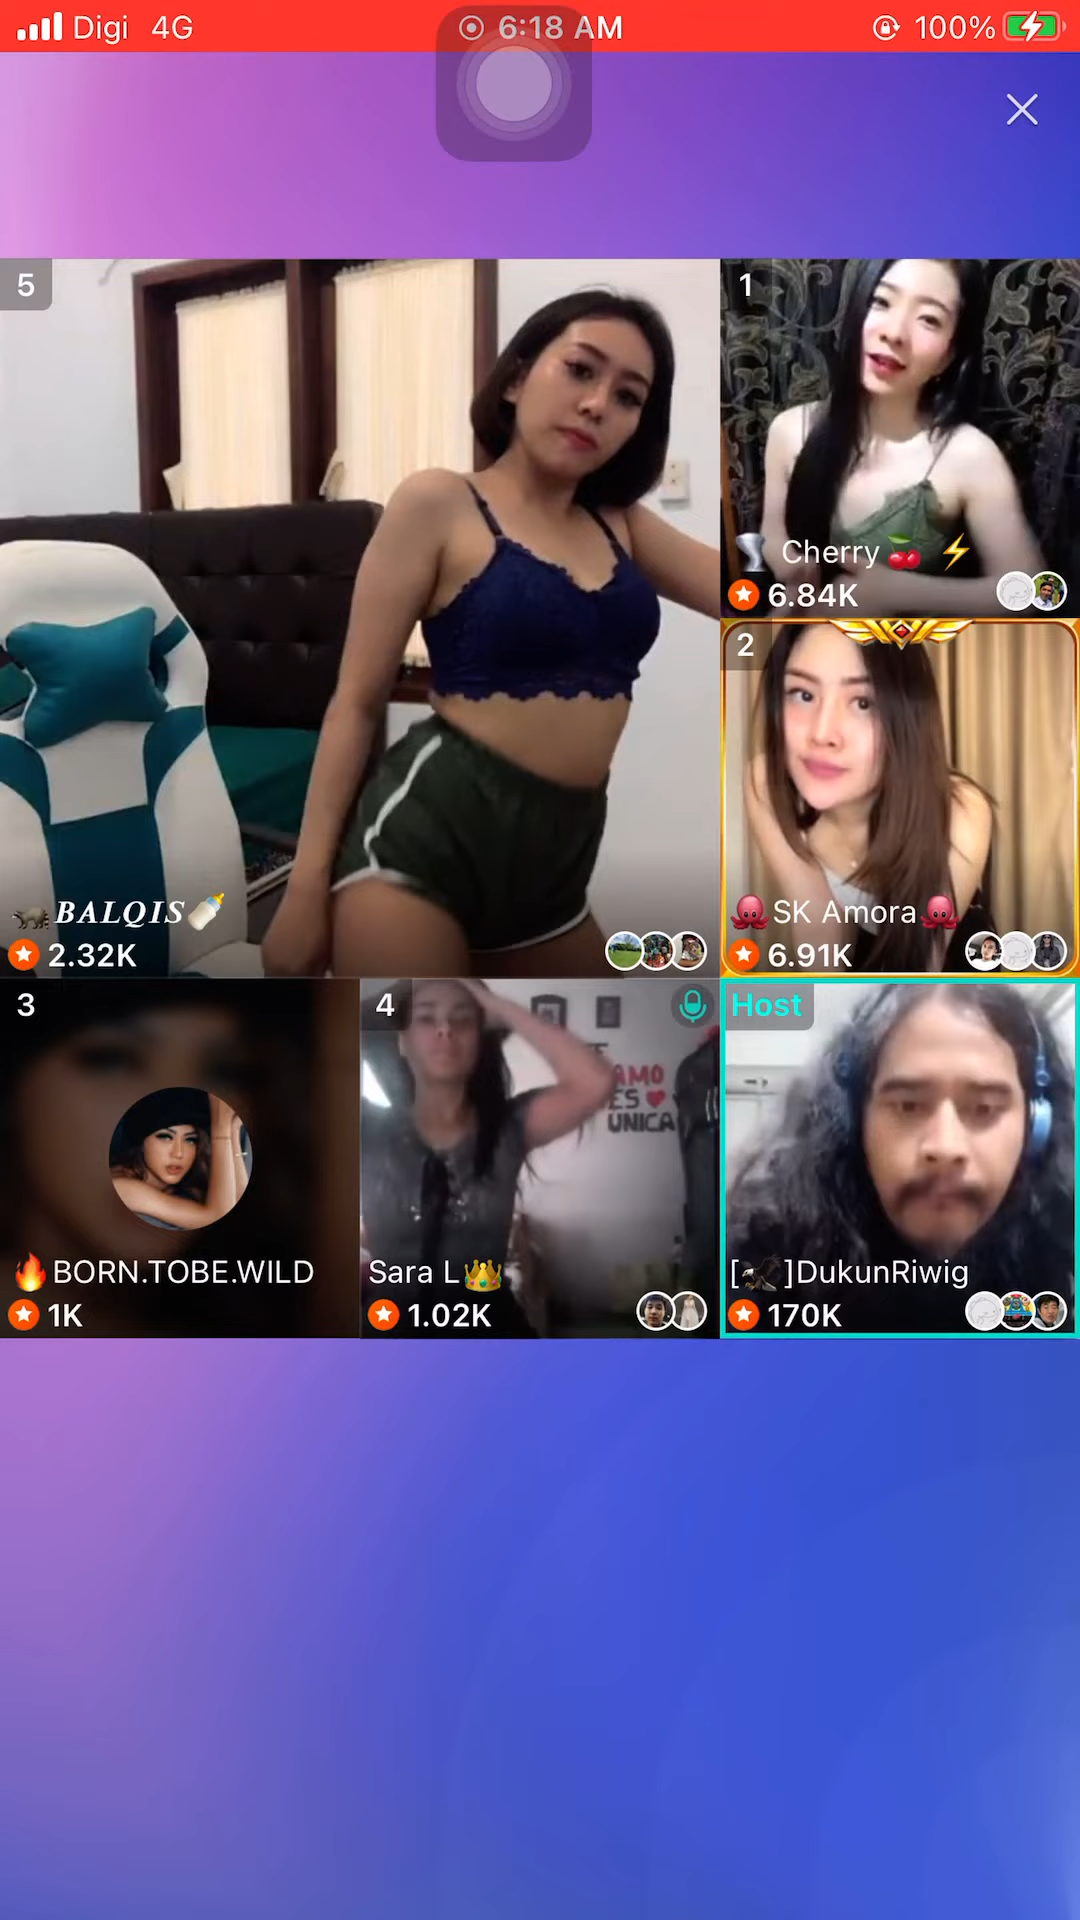 Digi 4G 6:18 AM 100%
5
BALQIS
2.32K
1
Cherry
6.84K
2
SK Amora
6.91K
3
BORN.TOBE.WILD
1K
4
AMO
ES
UNICA
Sara L
1.02K
Host
[ ]DukunRiwig
170K